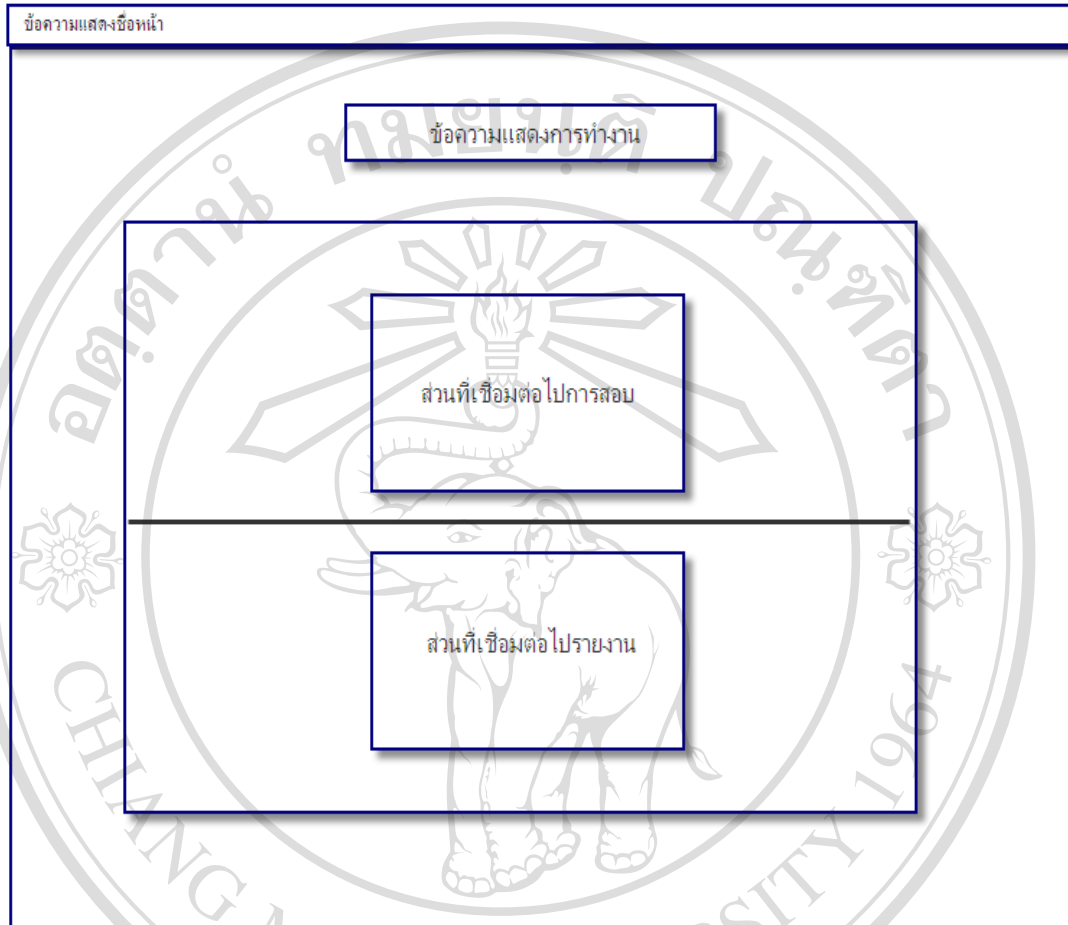 ข้อความแสดงชื่อหน้า
ข้อความแสดงการทำงาน
ส่วนที่เชื่อมต่อไปการสอบ
ส่วนที่เชื่อมต่อไปรายงาน
CHIANG M
RSITY 1964